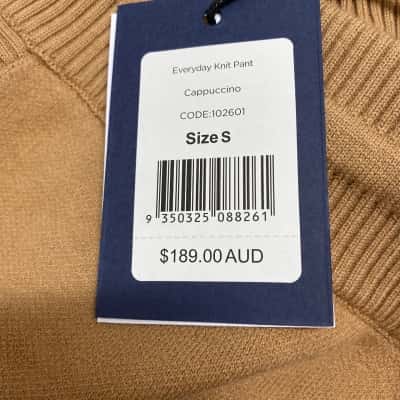 Everyday Knit Pant
Cappuccino
CODE:102601
Size S
9 350325 088261
$189.00 AUD